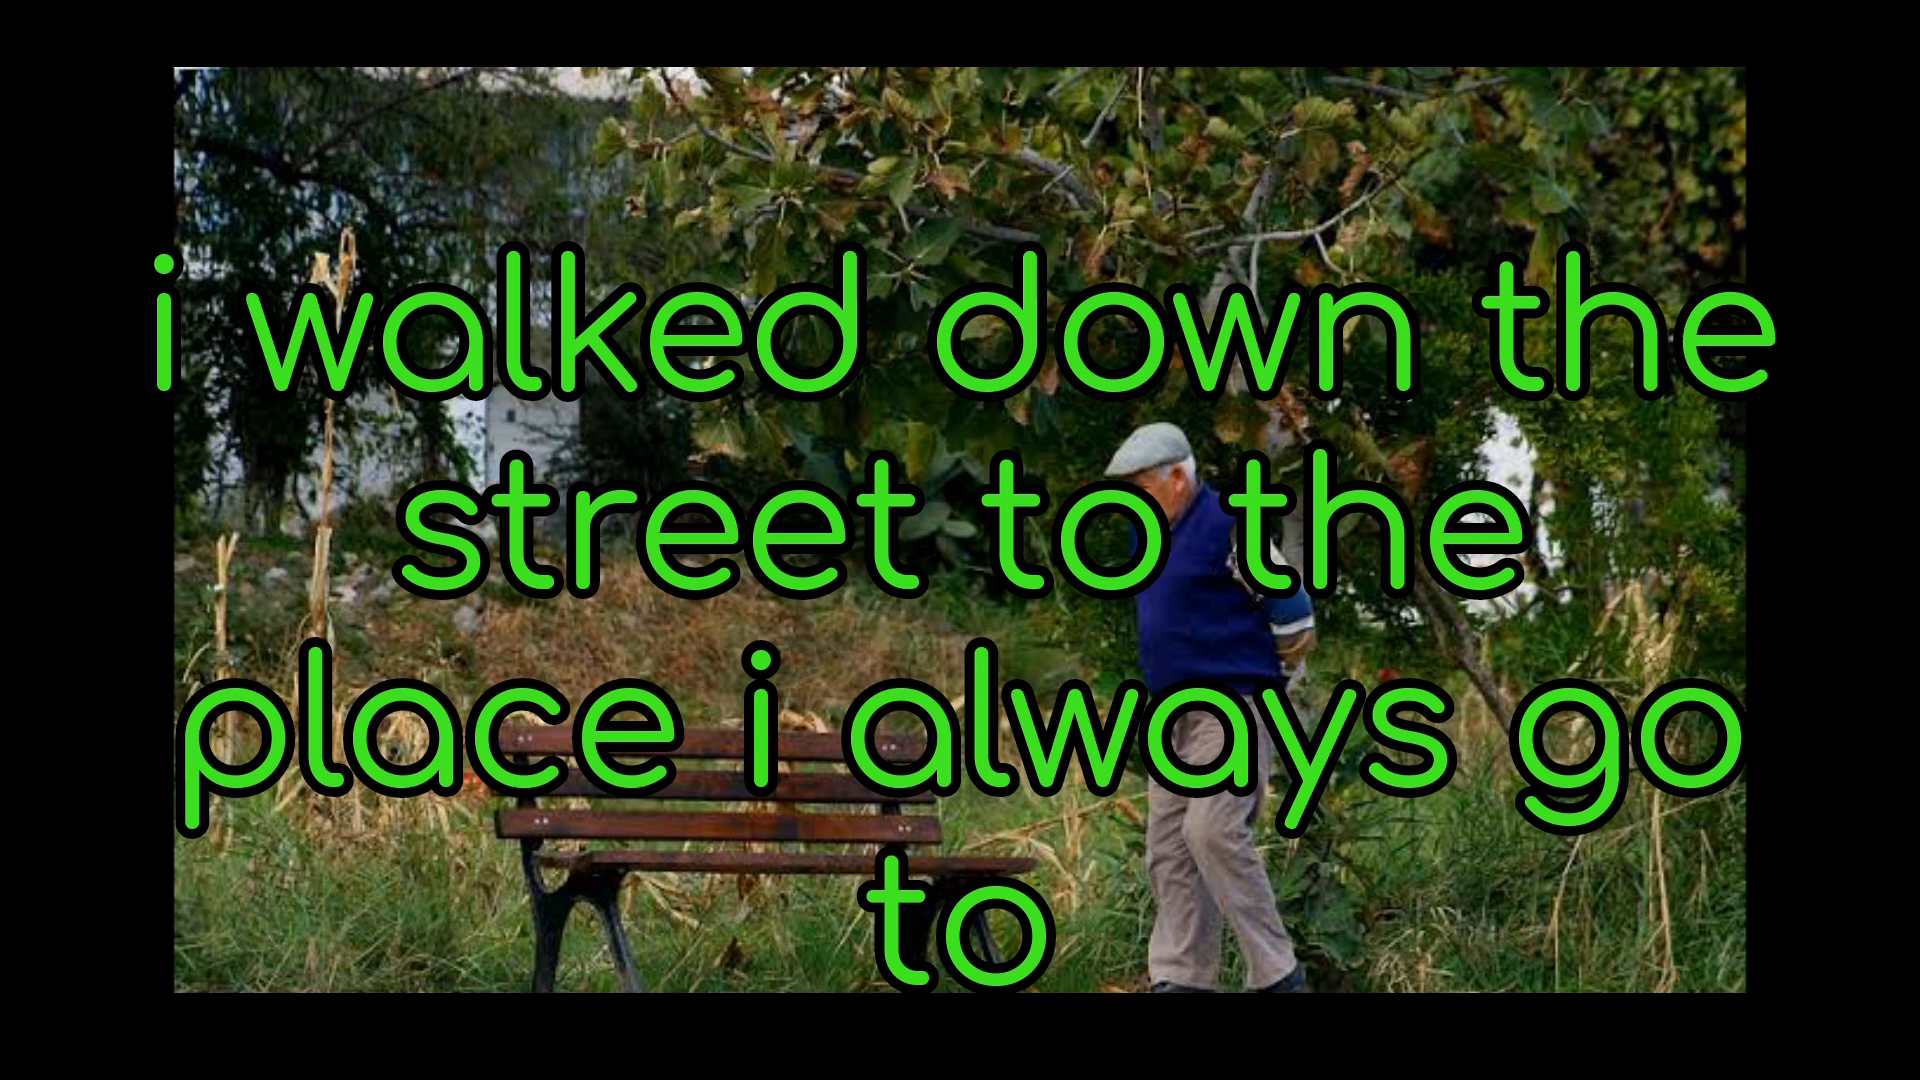 i walked down the
street to the
place i always go
to